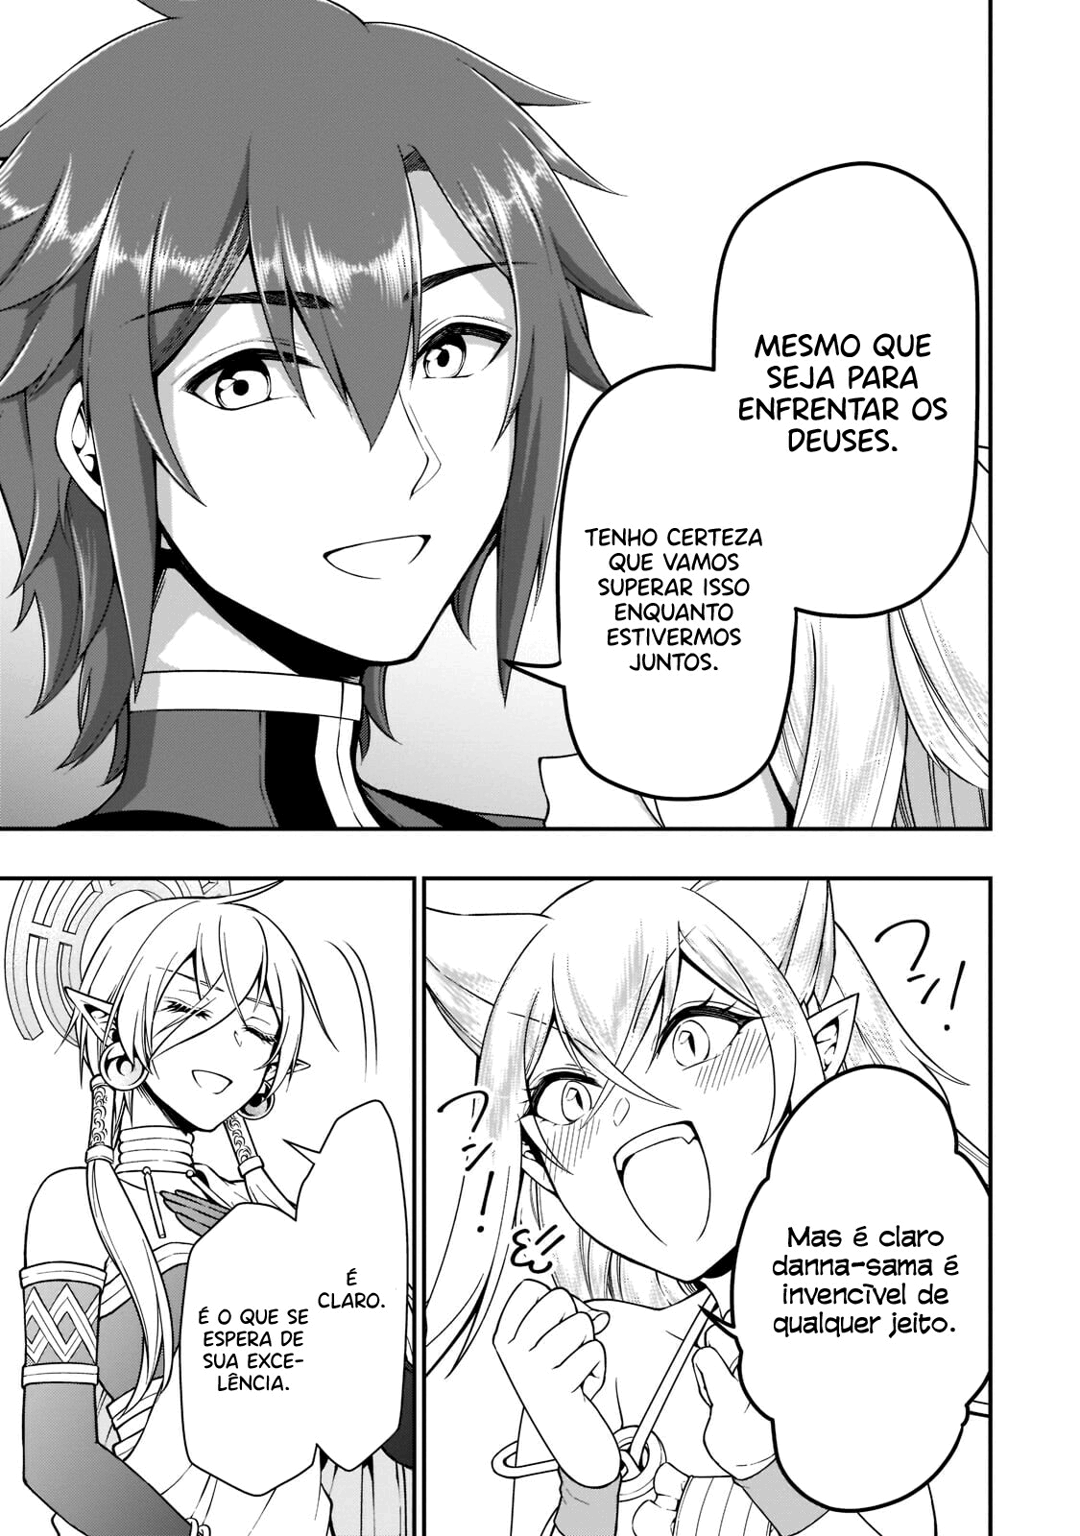 MESMO QUE
SEJA PARA
ENFRENTAR OS
DEUSES.
TENHO CERTEZA
QUE VAMOS
SUPERAR ISSO
ENQUANTO
ESTIVERMOS
JUNTOS.
Mas é claro
danna-sama é
invencível de
qualquer jeito.
É
CLARO.
É O QUE SE
ESPERA DE
SUA EXCE-
LÊNCIA.